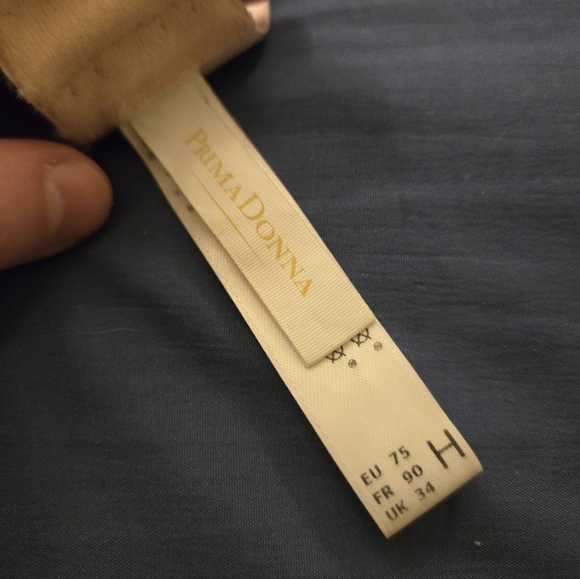 PRIMADONNA
EU 75
FR 90 H
UK 34